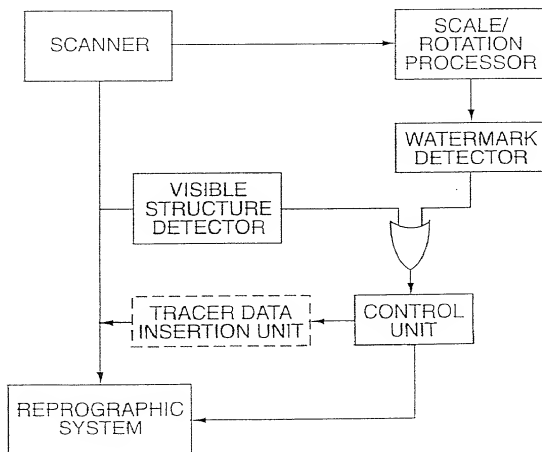 SCANNER
SCALE/
ROTATION
PROCESSOR
WATERMARK
DETECTOR
VISIBLE
STRUCTURE
DETECTOR
TRACER DATA
INSERTION UNIT
CONTROL
UNIT
REPROGRAPHIC
SYSTEM